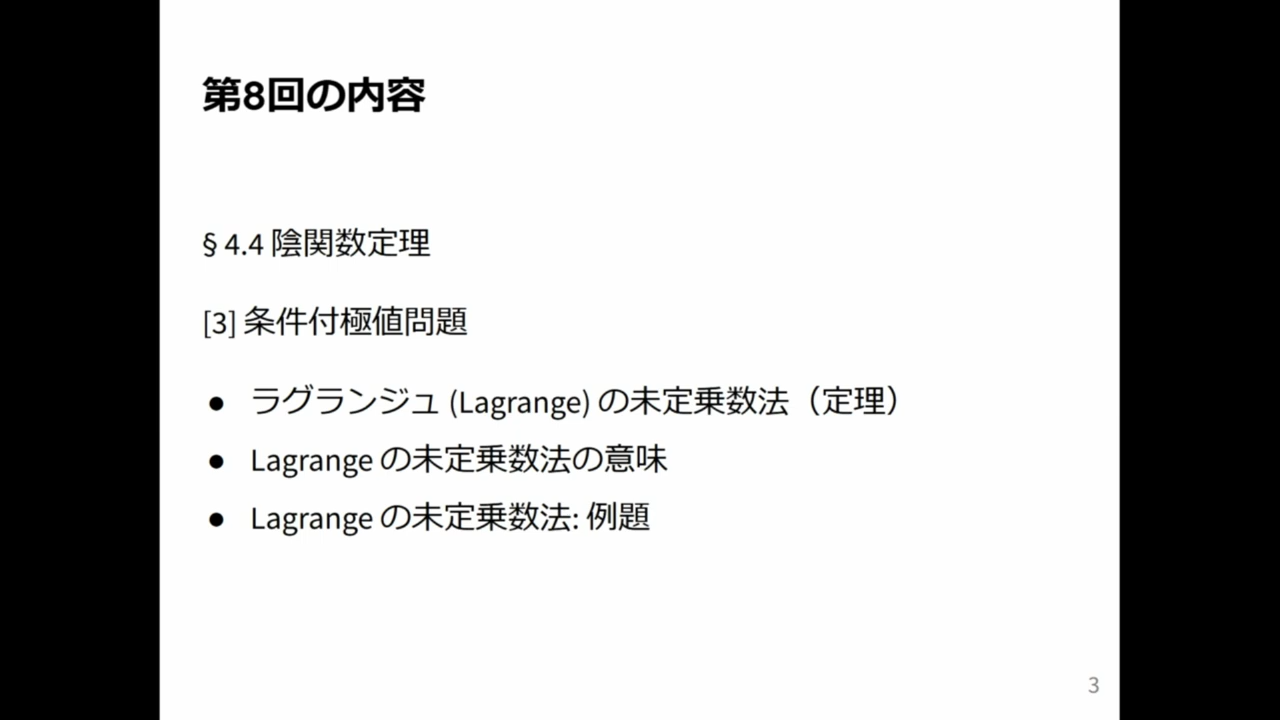 第8回の内容
§ 4.4 陰関数定理
[3] 条件付極値問題
● ラグランジュ (Lagrange) の未定乗数法（定理）
● Lagrange の未定乗数法の意味
● Lagrange の未定乗数法: 例題
3